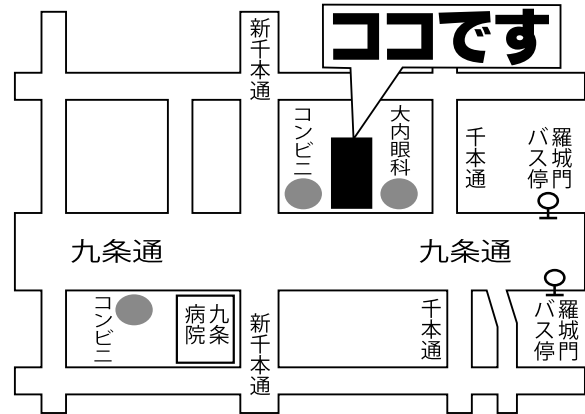 ココです
新千本通
コンビニ
大内眼科
千本通
羅城門
バス停
九条通
九条通
コンビニ
九条
病院
新千本通
千本通
羅城門
バス停